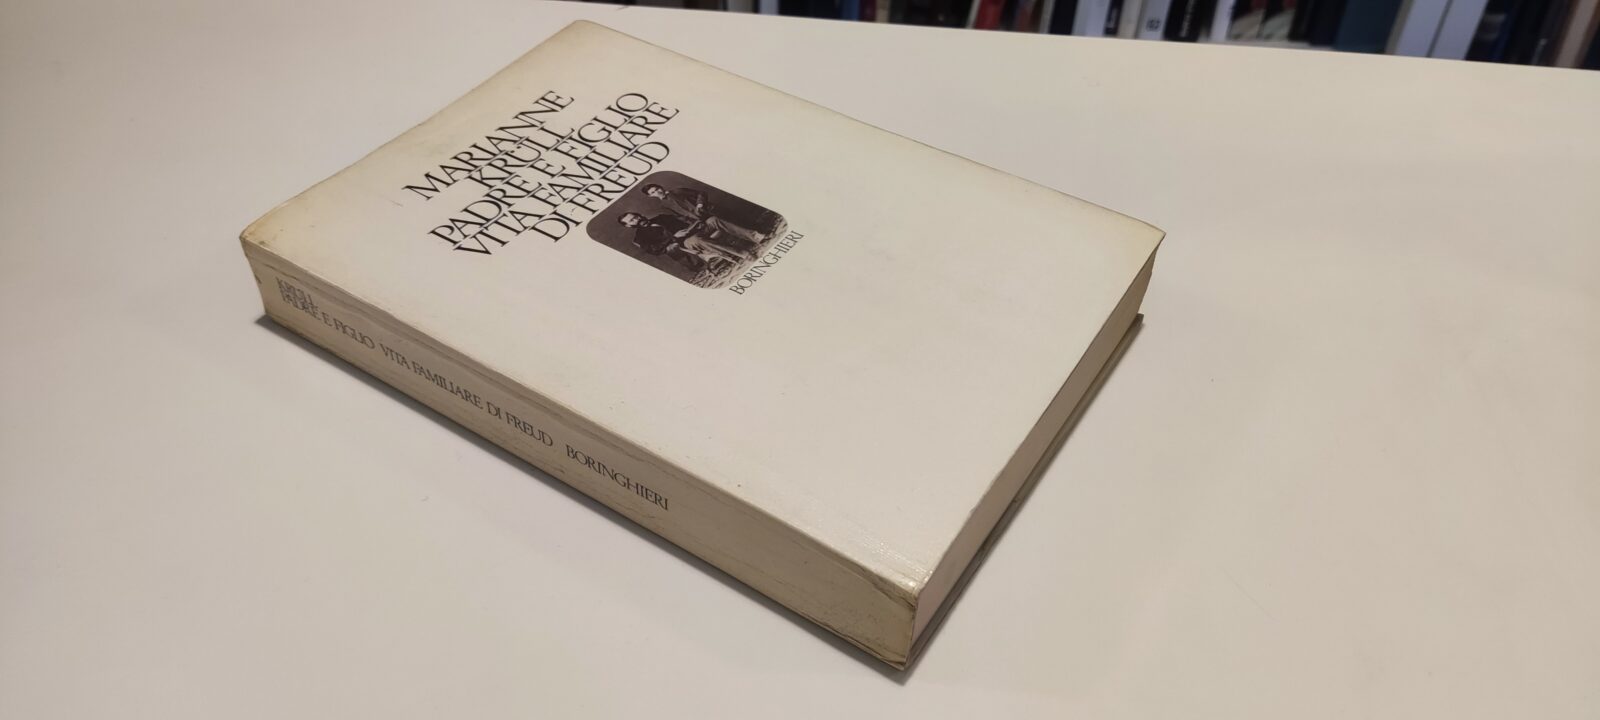 MARIANNE
KRÜLL
PADRE E FIGLIO
VITA FAMILIARE
DI FREUD
BORINGHIERI
KRÜLL
PADRE E FIGLIO VITA FAMILIARE DI FREUD BORINGHIERI